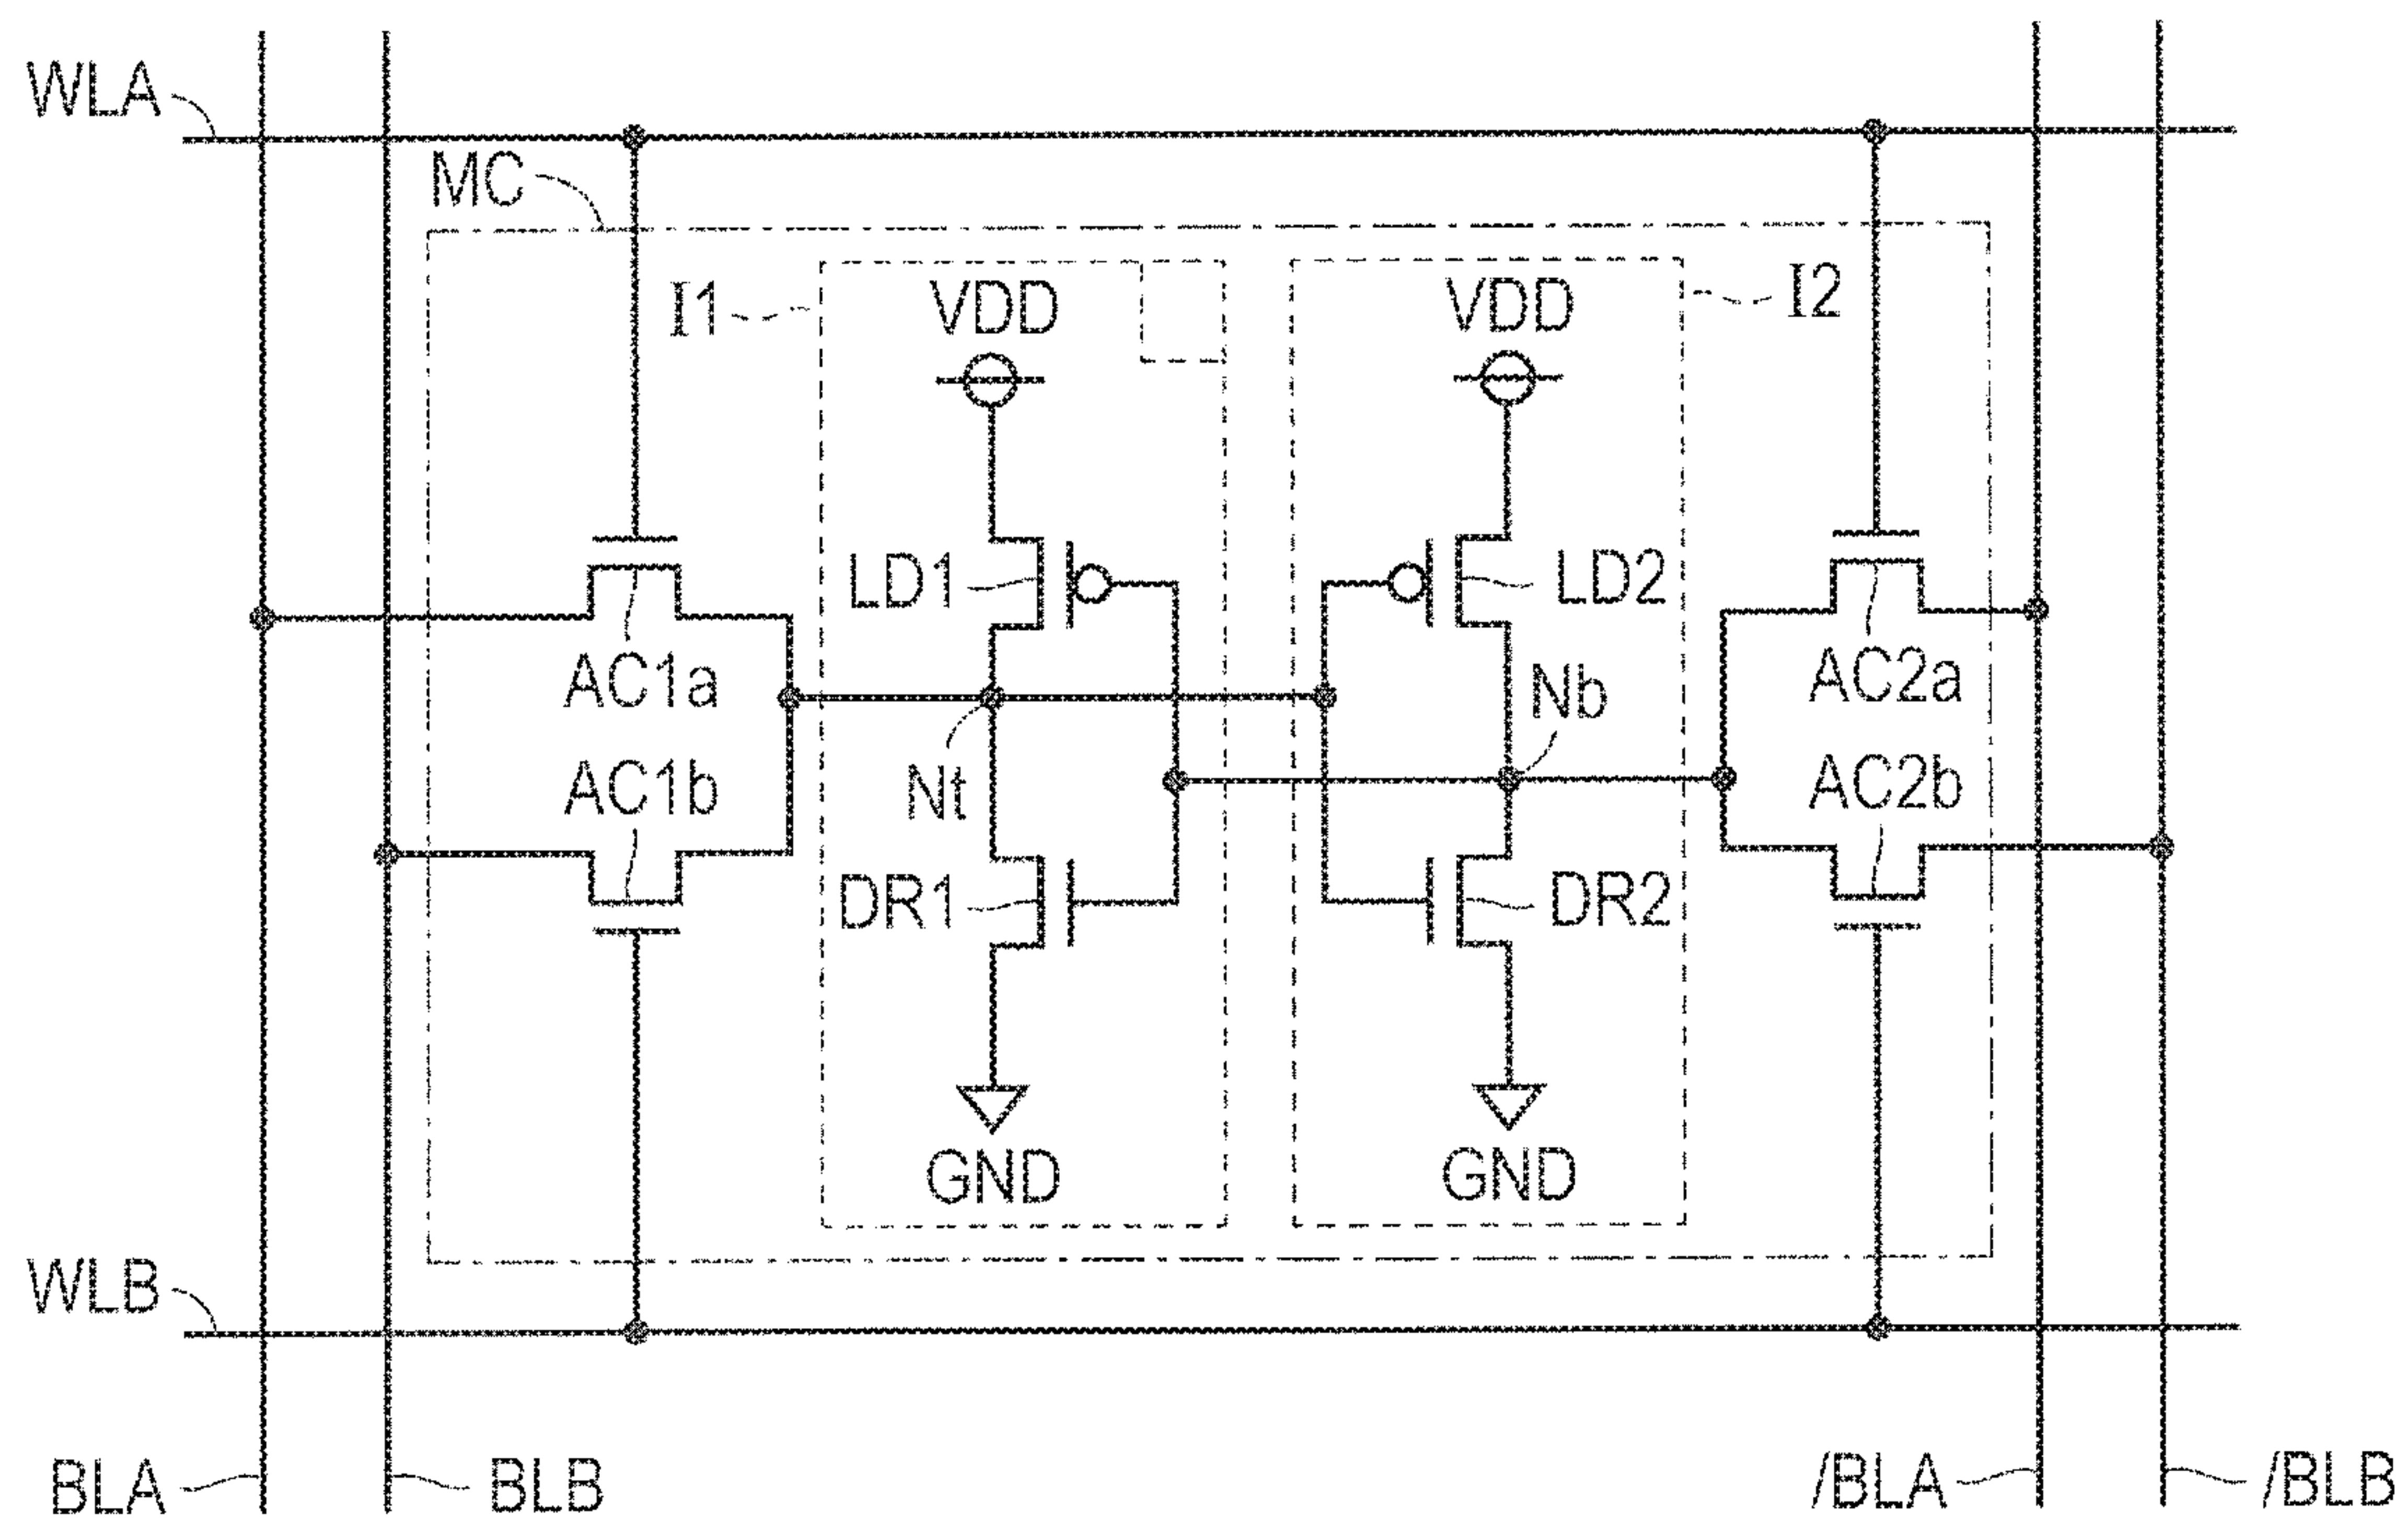 WLA
MC
I1
VDD
VDD
I2
LD1
LD2
AC1a
AC2a
Nb
Nt
AC1b
AC2b
DR1
DR2
GND
GND
WLB
BLA
BLB
/BLA
/BLB